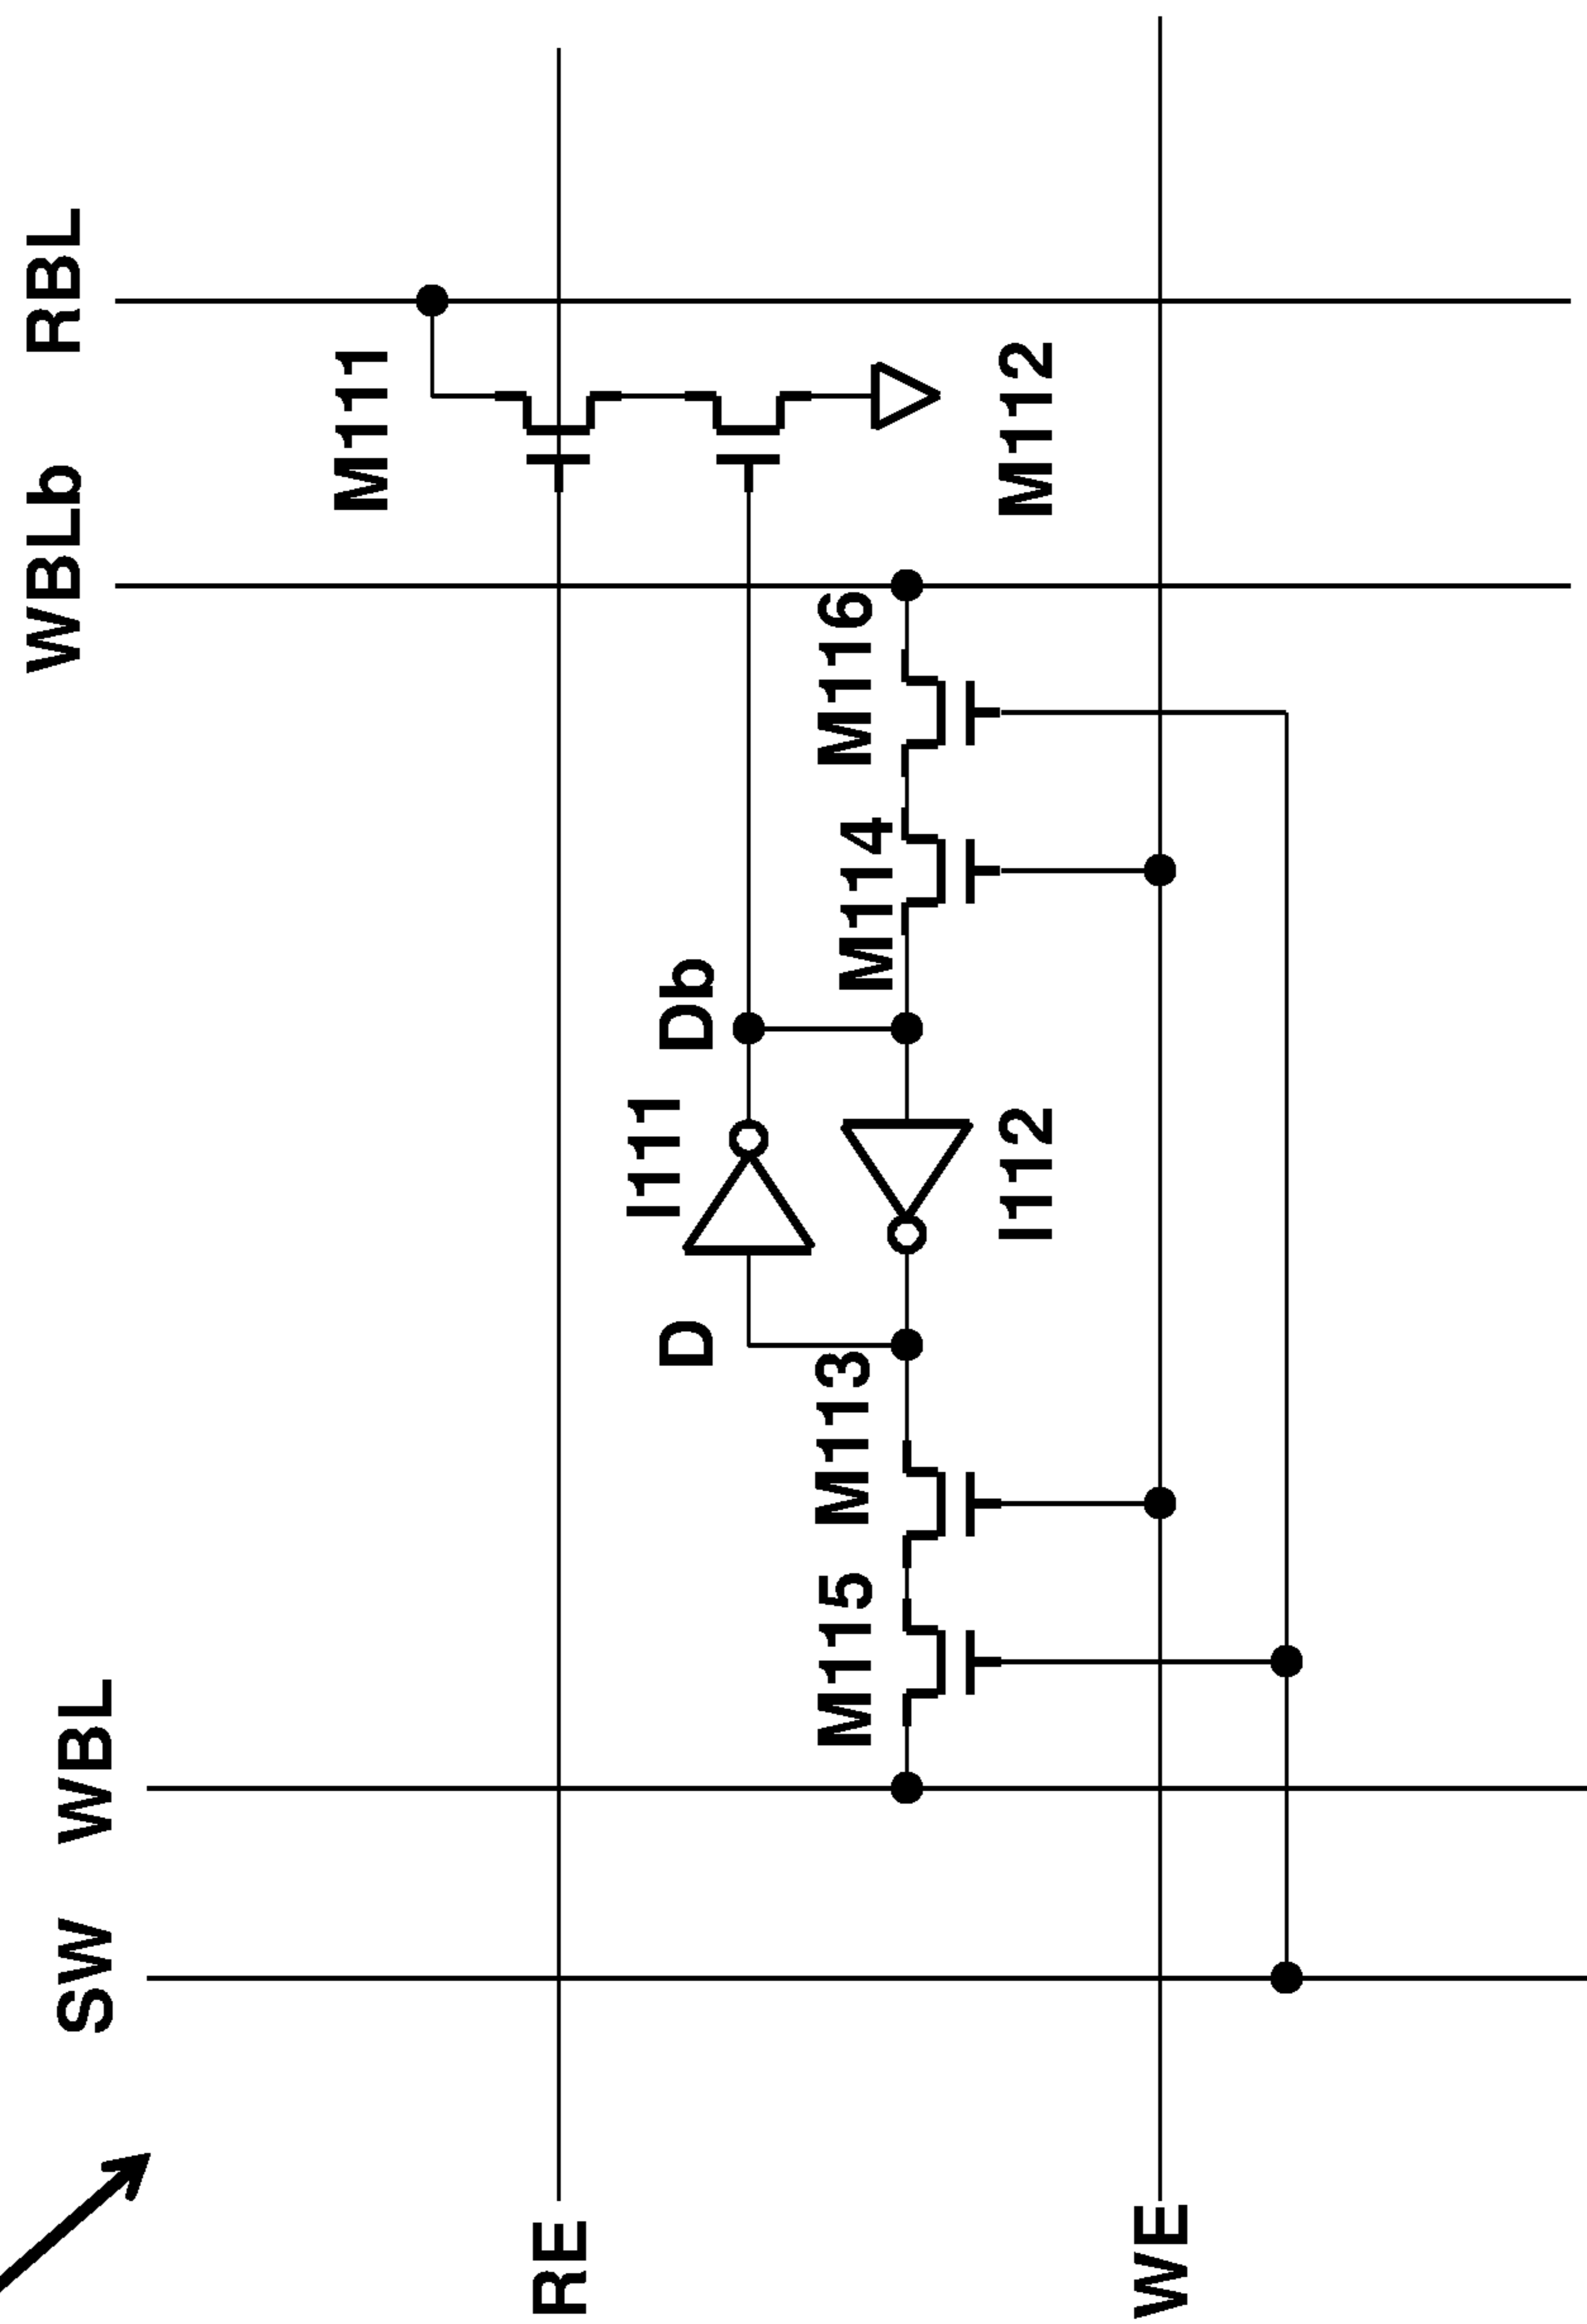 SW WBL WBLb RBL
M111
RE
I111
D Db
M115 M113 M114 M116
I112 M112
WE